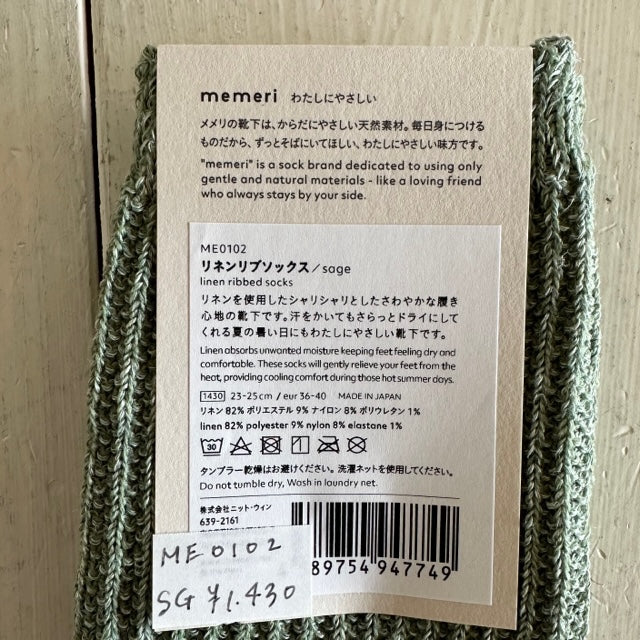 memeri わたしにやさしい
メメリの靴下は、からだにやさしい天然素材。毎日身につける
ものだから、ずっとそばにいてほしい、わたしにやさしい味方です。
"memeri" is a sock brand dedicated to using only
gentle and natural materials - like a loving friend
who always stays by your side.
ME0102
リネンリブソックス/sage
linen ribbed socks
リネンを使用したシャリシャリとしたさわやかな履き
心地の靴下です。汗をかいてもさらっとドライにして
くれる夏の暑い日にもわたしにやさしい靴下です。
Linen absorbs unwanted moisture keeping feet feeling dry and
comfortable. These socks will gently relieve your feet from the
heat, providing cooling comfort during those hot summer days.
1430 23-25cm / eur 36-40 MADE IN JAPAN
リネン 82% ポリエステル 9% ナイロン 8% ポリウレタン 1%
linen 82% polyester 9% nylon 8% elastane 1%
30
タンブラー乾燥はお避けください。洗濯ネットを使用してください。
Do not tumble dry, Wash in laundry net.
株式会社ニット・ウィン
639-2161
89754 947749
ME0102
SG ¥1.430